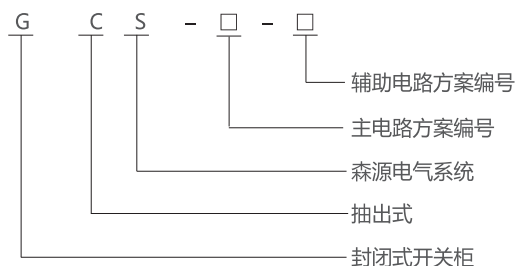 G C S - □ - □
辅助电路方案编号
主电路方案编号
森源电气系统
抽出式
封闭式开关柜